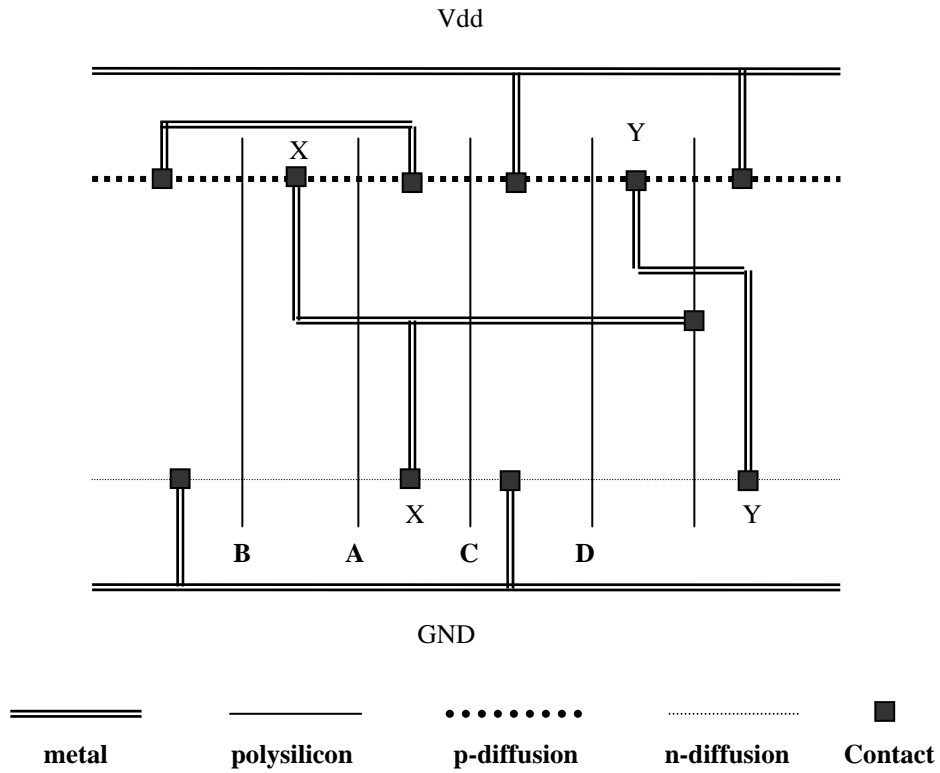 Vdd
Y
X
X
Y
B A C D
GND
metal polysilicon p-diffusion n-diffusion Contact